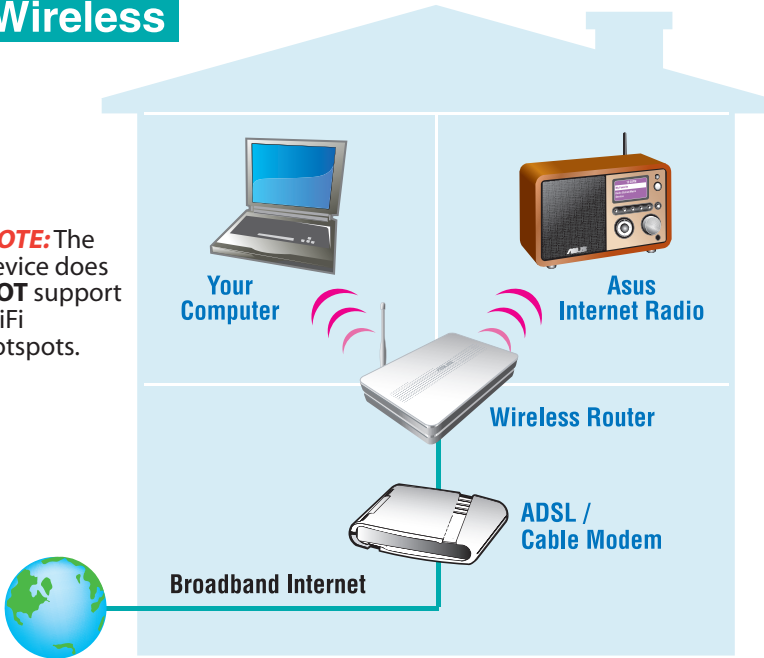 Wireless
OTE: The
evice does
OT support
iFi
otspots.
Your
Computer
Asus
Internet Radio
Wireless Router
ADSL /
Cable Modem
Broadband Internet
ASUS